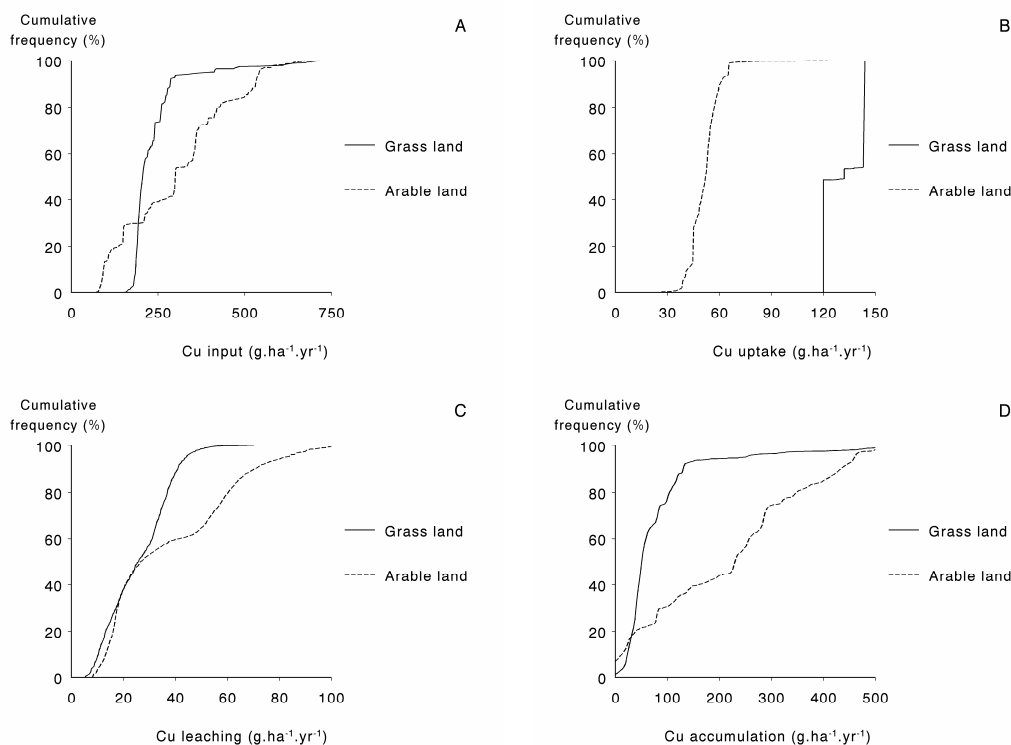 Cumulative
frequency (%)
A
100
80
60
40
20
0
0 250 500 750
Cu input (g.ha-1.yr-1)
Grass land
Arable land
Cumulative
frequency (%)
B
100
80
60
40
20
0
0 30 60 90 120 150
Cu uptake (g.ha-1.yr-1)
Grass land
Arable land
Cumulative
frequency (%)
C
100
80
60
40
20
0
0 20 40 60 80 100
Cu leaching (g.ha-1.yr-1)
Grass land
Arable land
Cumulative
frequency (%)
D
100
80
60
40
20
0
0 100 200 300 400 500
Cu accumulation (g.ha-1.yr-1)
Grass land
Arable land